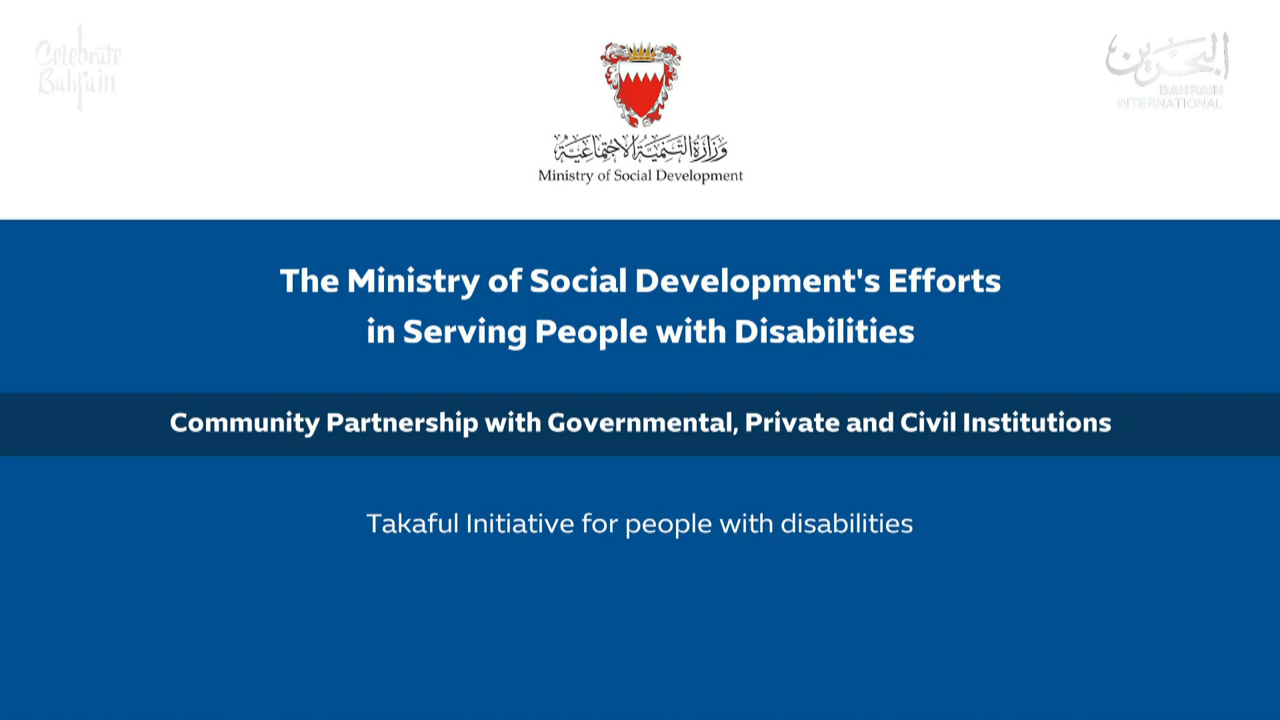 Celebrate
Bahrain
البحرين
BAHRAIN
INTERNATIONAL
وزارة التنمية الاجتماعية
Ministry of Social Development
The Ministry of Social Development's Efforts
in Serving People with Disabilities
Community Partnership with Governmental, Private and Civil Institutions
Takaful Initiative for people with disabilities